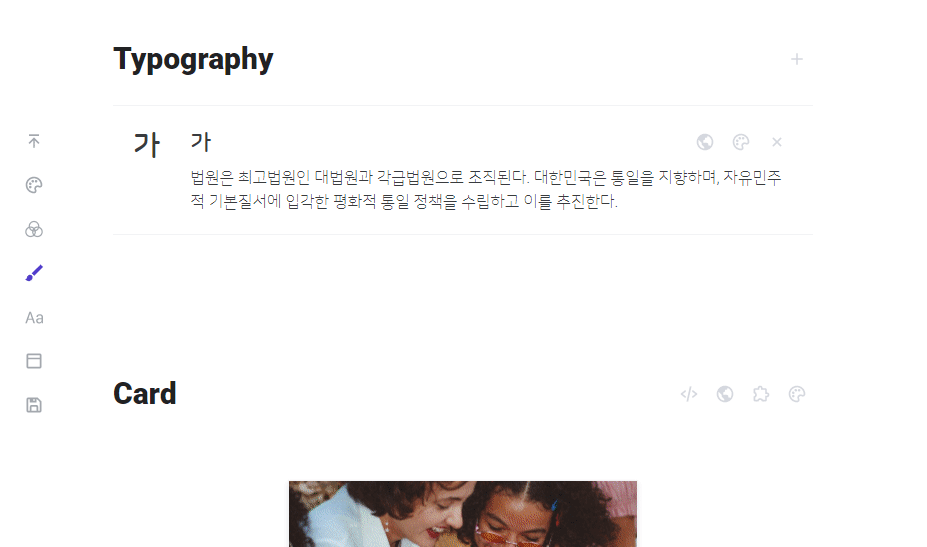 Typography
가
가
법원은 최고법원인 대법원과 각급법원으로 조직된다. 대한민국은 통일을 지향하며, 자유민주
적 기본질서에 입각한 평화적 통일 정책을 수립하고 이를 추진한다.
Aa
Card